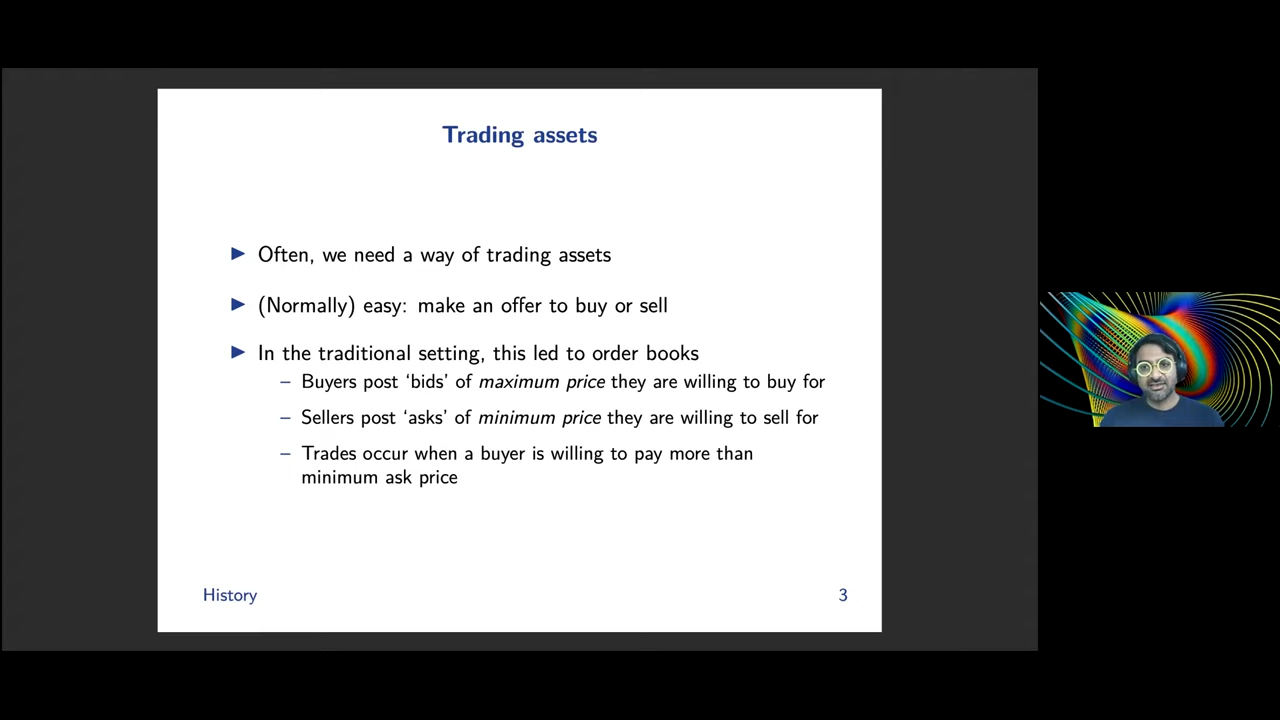 Trading assets
Often, we need a way of trading assets
(Normally) easy: make an offer to buy or sell
In the traditional setting, this led to order books
– Buyers post ‘bids’ of maximum price they are willing to buy for
– Sellers post ‘asks’ of minimum price they are willing to sell for
– Trades occur when a buyer is willing to pay more than
minimum ask price
History
3